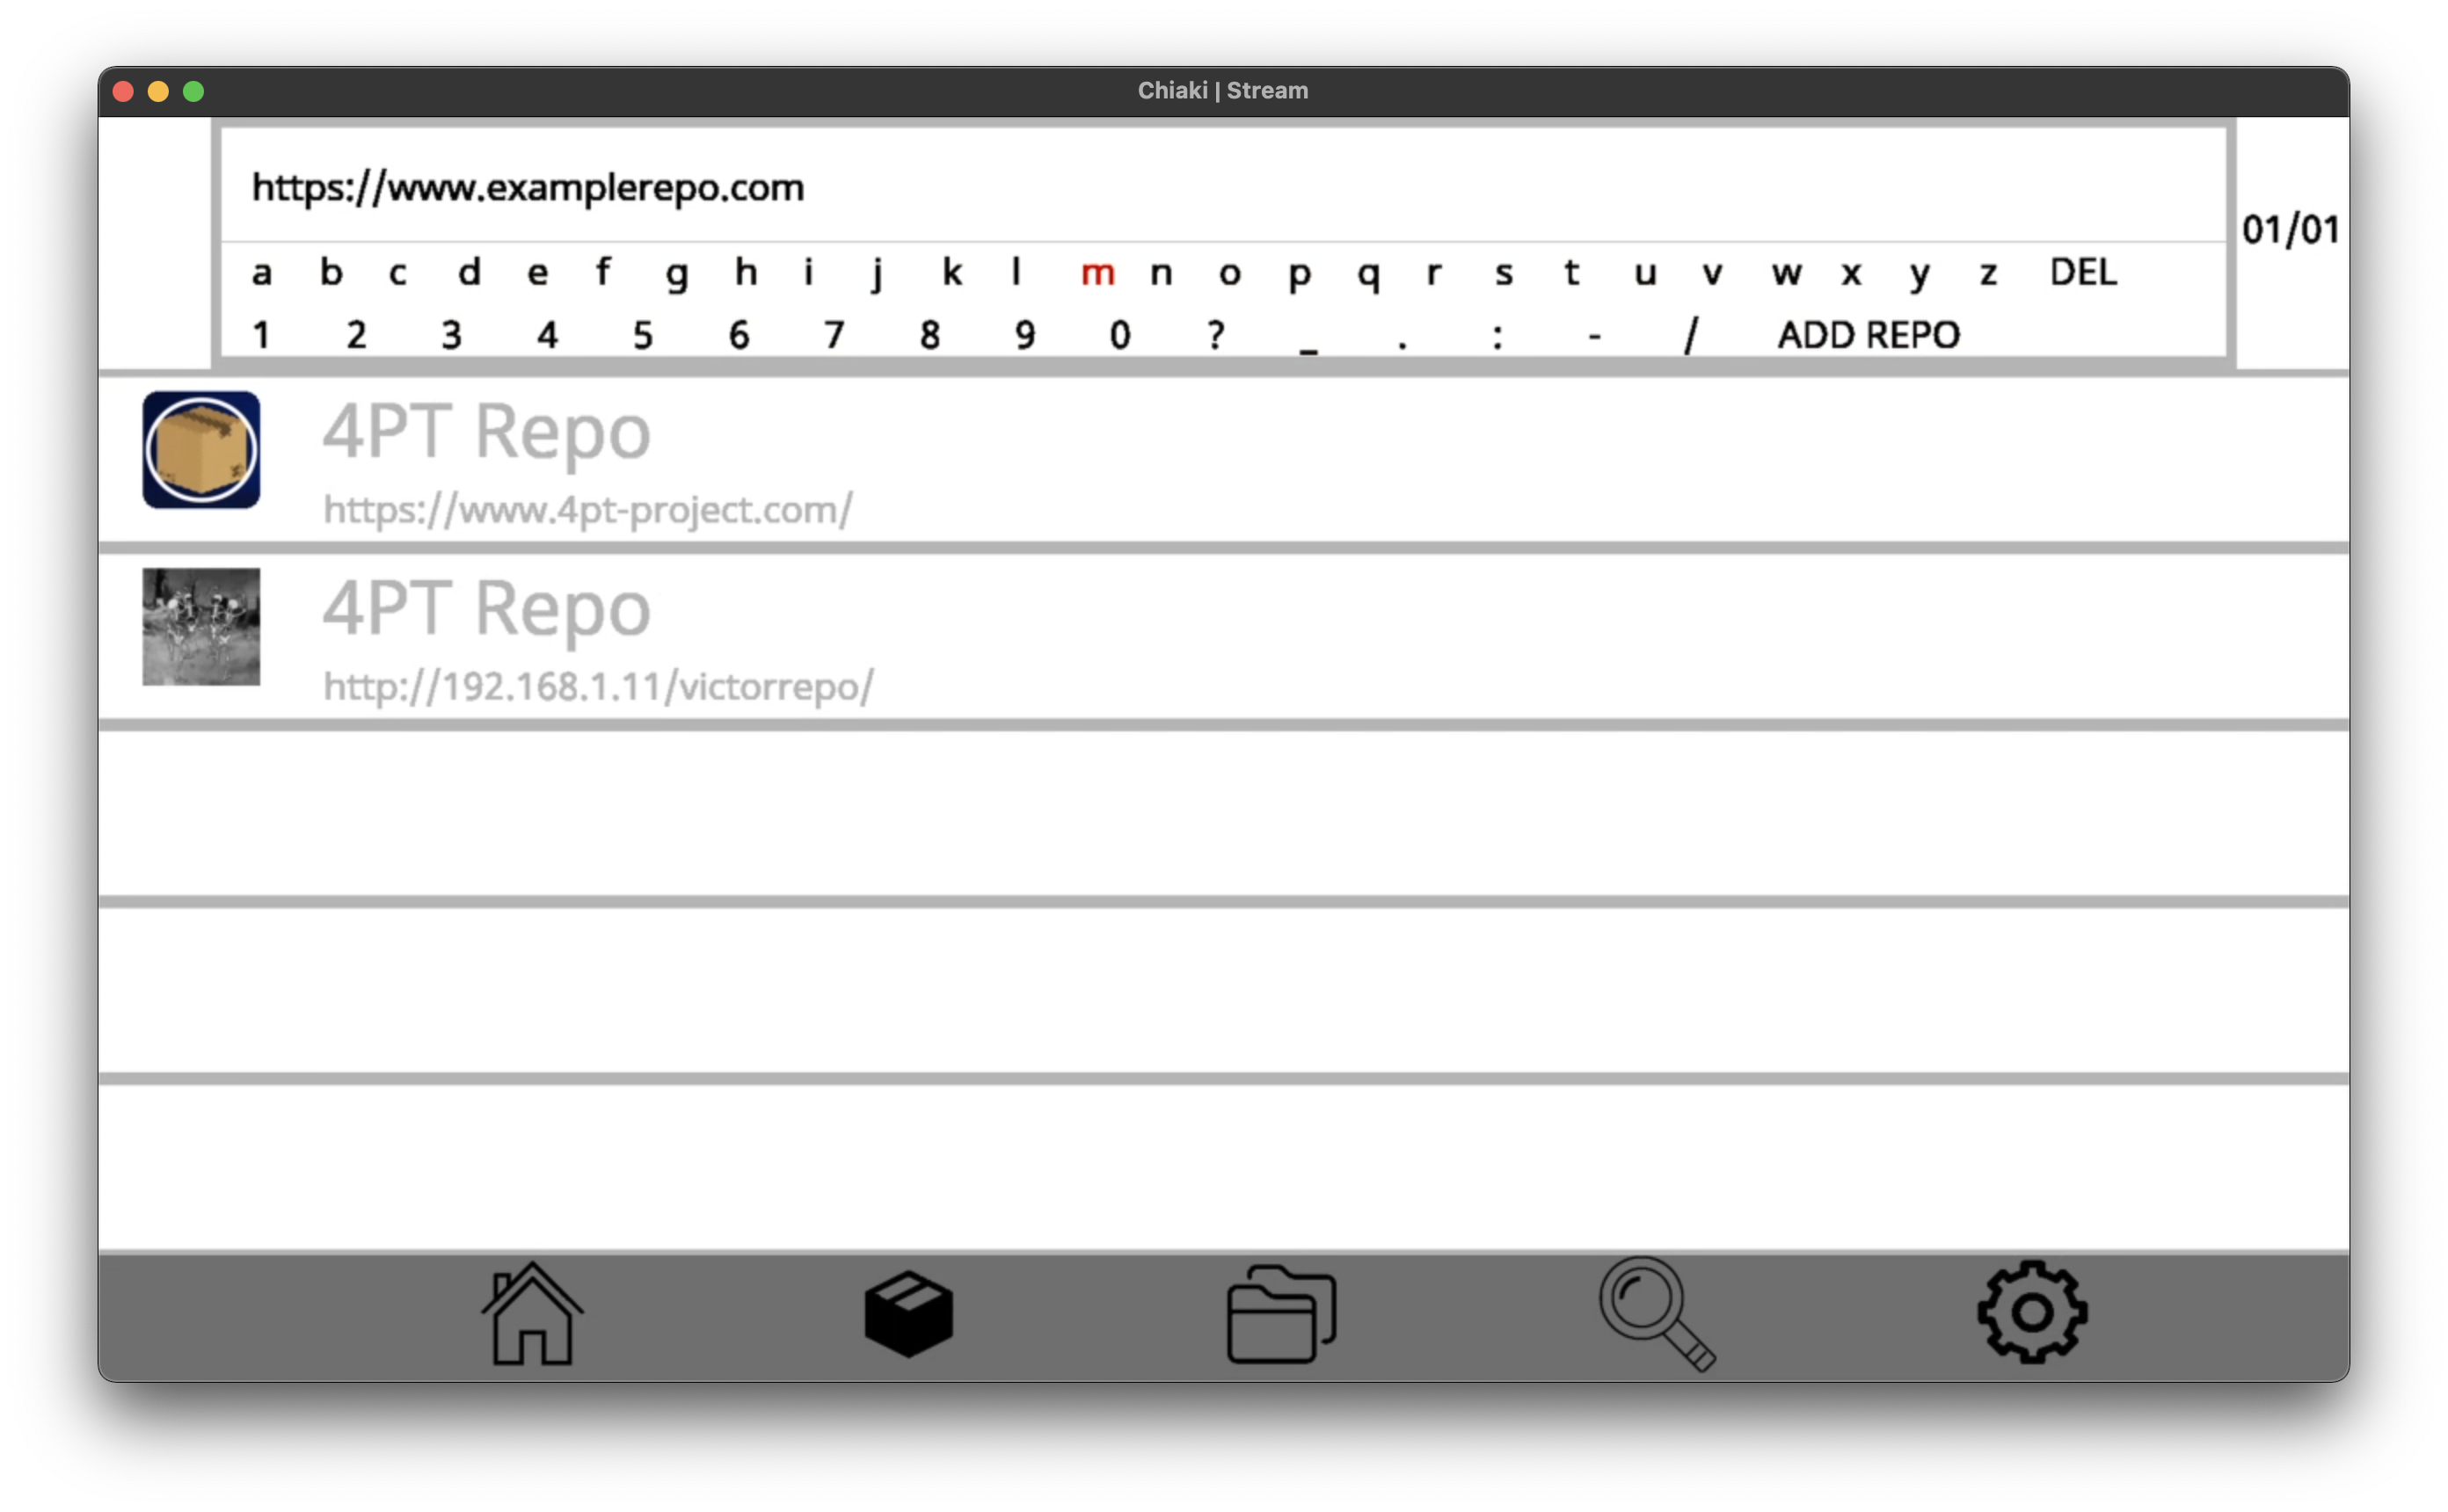 Chiaki | Stream
https://www.examplerepo.com
01/01
a b c d e f g h i j k l m n o p q r s t u v w x y z DEL
1 2 3 4 5 6 7 8 9 0 ? _ . : - / ADD REPO
4PT Repo
https://www.4pt-project.com/
4PT Repo
http://192.168.1.11/victorrepo/